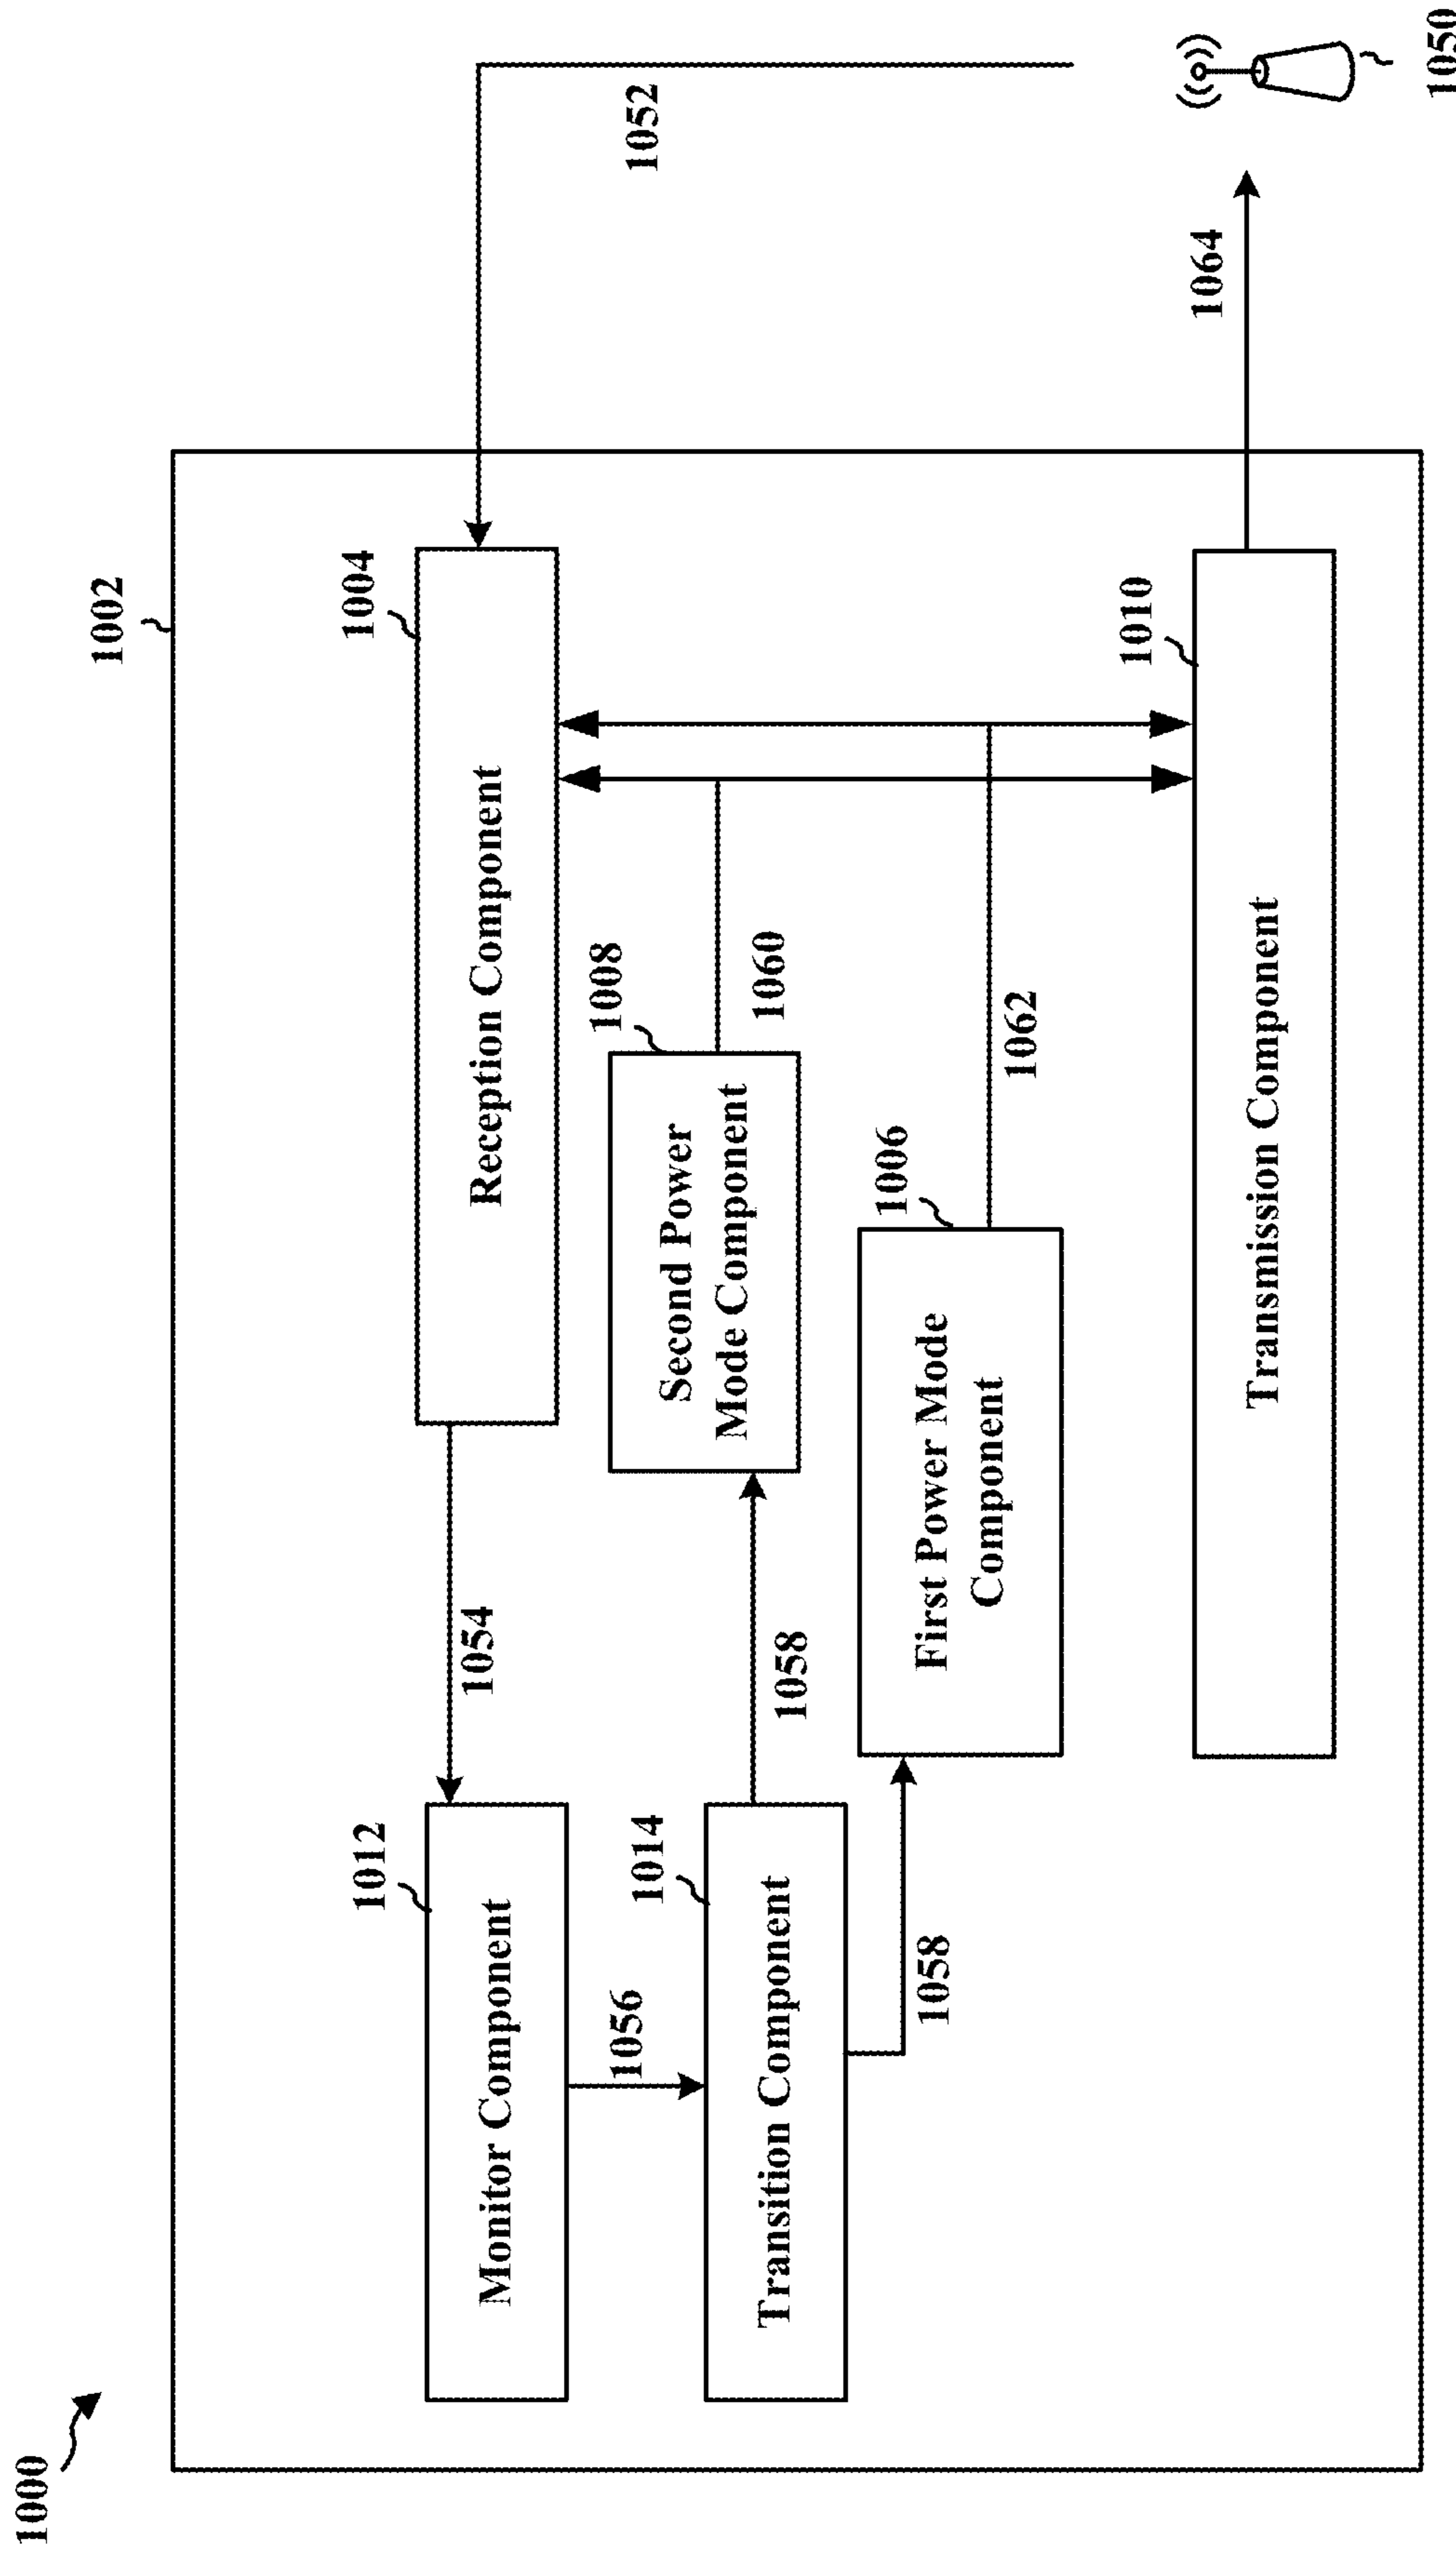 1000
1002
1012
Monitor Component
1054
1004
Reception Component
1052
1056
1014
Transition Component
1058
1008
Second Power
Mode Component
1060
1058
1006
First Power Mode
Component
1062
1010
Transmission Component
1064
1050